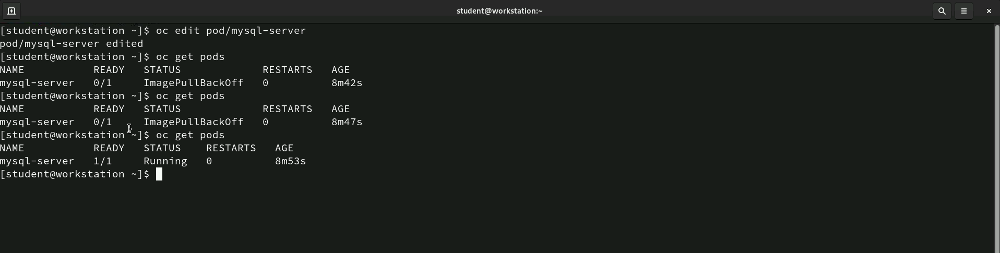 student@workstation:~
[student@workstation ~]$ oc edit pod/mysql-server
pod/mysql-server edited
[student@workstation ~]$ oc get pods
NAME           READY   STATUS             RESTARTS   AGE
mysql-server   0/1     ImagePullBackOff   0          8m42s
[student@workstation ~]$ oc get pods
NAME           READY   STATUS             RESTARTS   AGE
mysql-server   0/1     ImagePullBackOff   0          8m47s
[student@workstation ~]$ oc get pods
NAME           READY   STATUS    RESTARTS   AGE
mysql-server   1/1     Running   0          8m53s
[student@workstation ~]$